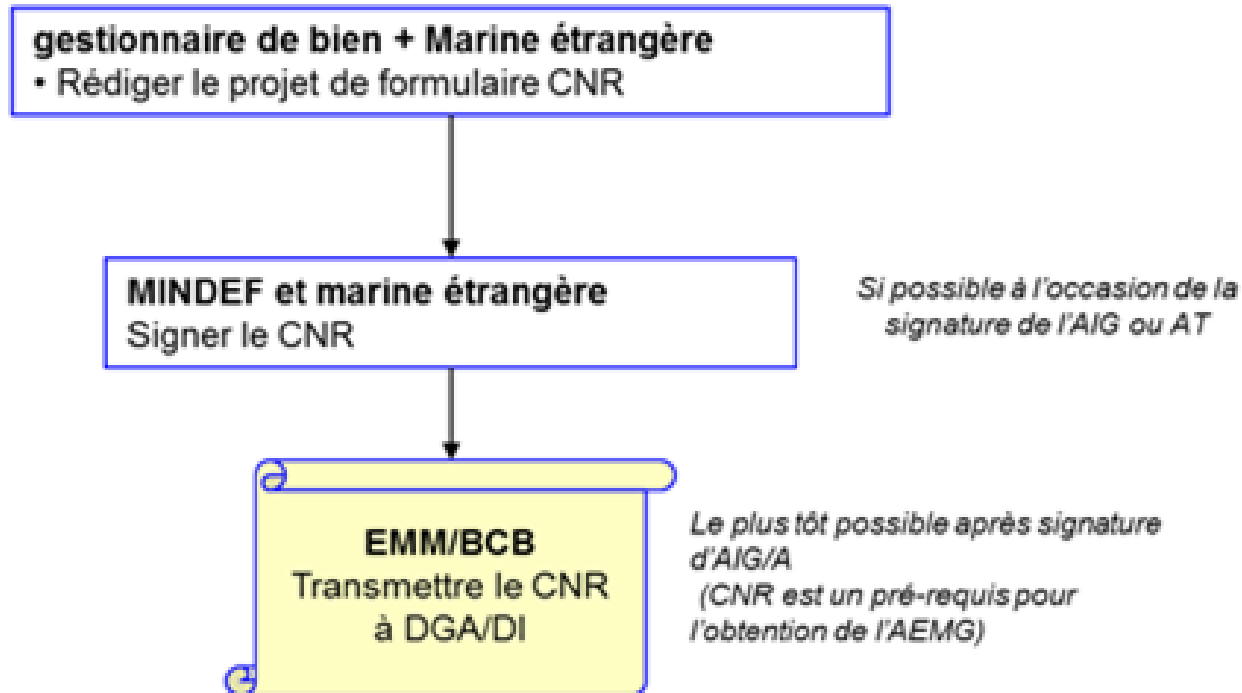 gestionnaire de bien + Marine étrangère
• Rédiger le projet de formulaire CNR
MINDEF et marine étrangère
Signer le CNR
Si possible à l'occasion de la
signature de l'AIG ou AT
EMM/BCB
Transmettre le CNR
à DGA/DI
Le plus tôt possible après signature
d'AIG/A
(CNR est un pré-requis pour
l'obtention de l'AEMG)